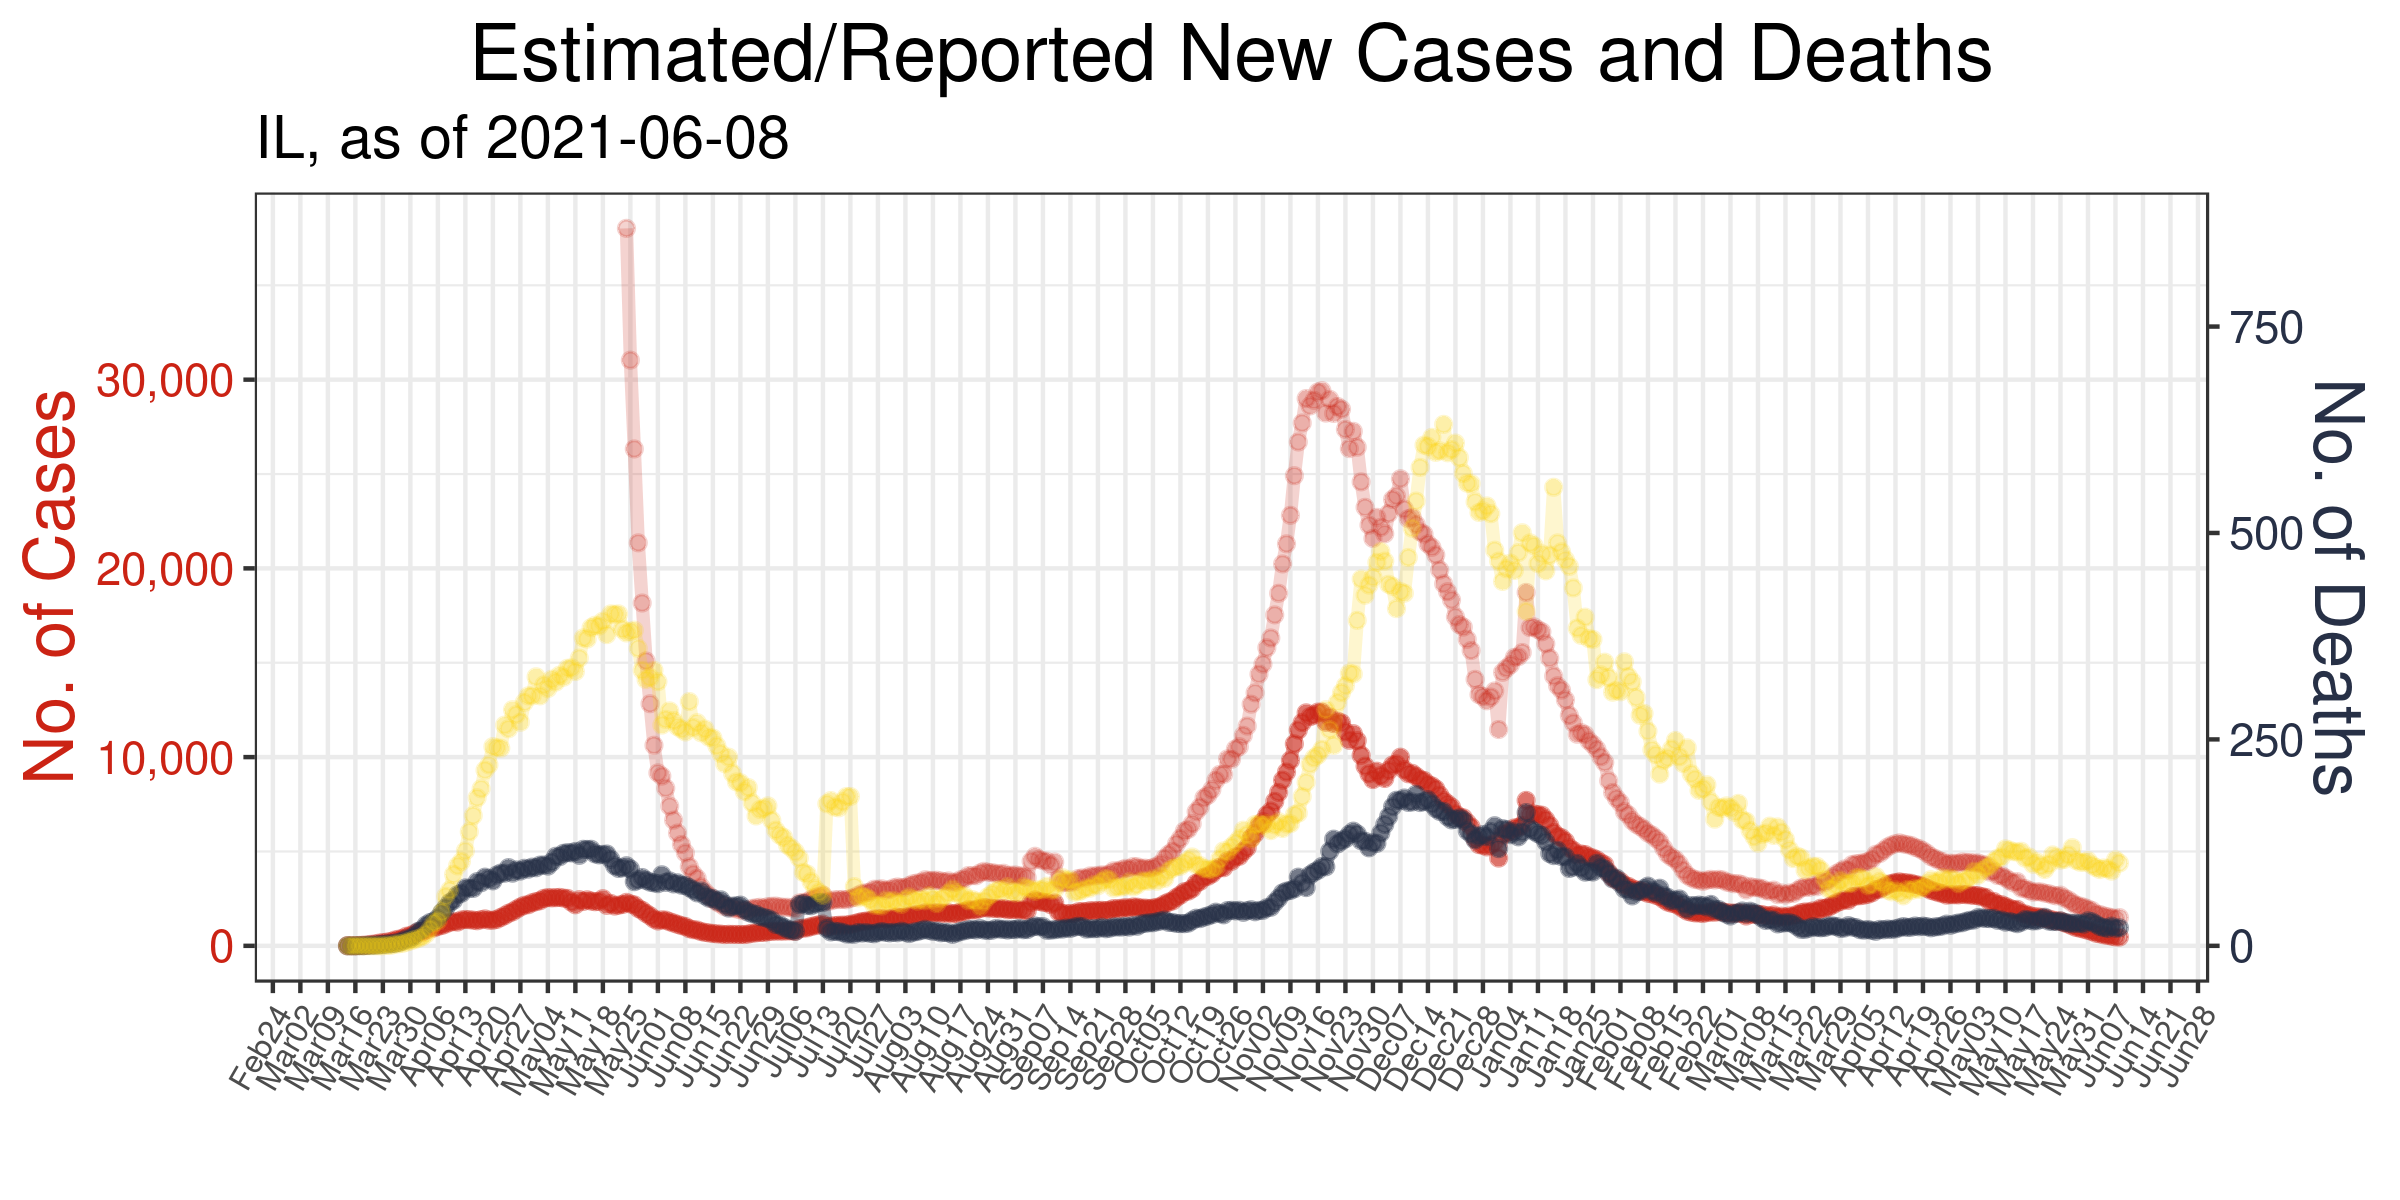 Estimated/Reported New Cases and Deaths
IL, as of 2021-06-08
No. of Cases
30,000
20,000
10,000
0
750
500
250
0
No. of Deaths
Feb24
Mar02
Mar09
Mar16
Mar23
Mar30
Apr06
Apr13
Apr20
Apr27
May04
May11
May18
May25
Jun01
Jun08
Jun15
Jun22
Jun29
Jul06
Jul13
Jul20
Jul27
Aug03
Aug10
Aug17
Aug24
Aug31
Sep07
Sep14
Sep21
Sep28
Oct05
Oct12
Oct19
Oct26
Nov02
Nov09
Nov16
Nov23
Nov30
Dec07
Dec14
Dec21
Dec28
Jan04
Jan11
Jan18
Jan25
Feb01
Feb08
Feb15
Feb22
Mar01
Mar08
Mar15
Mar22
Mar29
Apr05
Apr12
Apr19
Apr26
May03
May10
May17
May24
May31
Jun07
Jun14
Jun21
Jun28